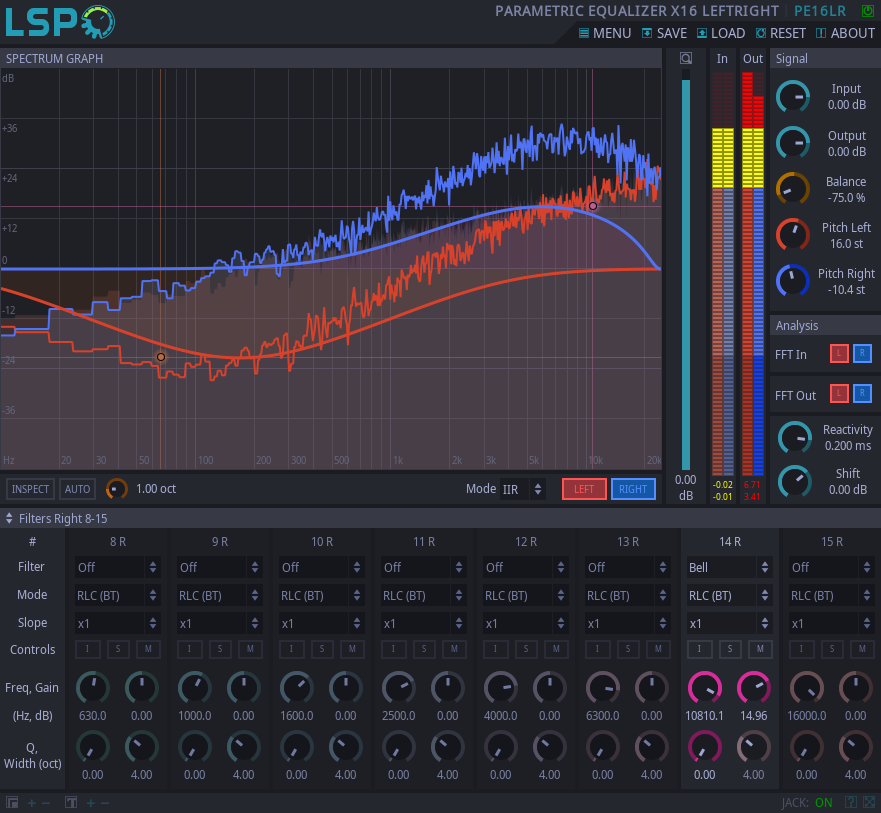 LSP
PARAMETRIC EQUALIZER X16 LEFTRIGHT PE16LR
MENU SAVE LOAD RESET ABOUT
SPECTRUM GRAPH In Out Signal
dB
+36
+24
+12
0
-12
-24
-36
Hz 20 30 50 100 200 300 500 1k 2k 3k 5k 10k 20k
0.00
dB
-0.02 6.71
-0.01 3.41
Input
0.00 dB
Output
0.00 dB
Balance
-75.0 %
Pitch Left
16.0 st
Pitch Right
-10.4 st
Analysis
FFT In L R
FFT Out L R
Reactivity
0.200 ms
Shift
0.00 dB
INSPECT AUTO 1.00 oct Mode IIR LEFT RIGHT
Filters Right 8-15
# 8 R 9 R 10 R 11 R 12 R 13 R 14 R 15 R
Filter Off Off Off Off Off Off Bell Off
Mode RLC (BT) RLC (BT) RLC (BT) RLC (BT) RLC (BT) RLC (BT) RLC (BT) RLC (BT)
Slope x1 x1 x1 x1 x1 x1 x1 x1
Controls I S M I S M I S M I S M I S M I S M I S M I S M
Freq, Gain
(Hz, dB) 630.0 0.00 1000.0 0.00 1600.0 0.00 2500.0 0.00 4000.0 0.00 6300.0 0.00 10810.1 14.96 16000.0 0.00
Q,
Width (oct)
0.00 4.00 0.00 4.00 0.00 4.00 0.00 4.00 0.00 4.00 0.00 4.00 0.00 4.00 0.00 4.00
JACK: ON